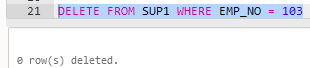 21 DELETE FROM SUP1 WHERE EMP_NO = 103
0 row(s) deleted.